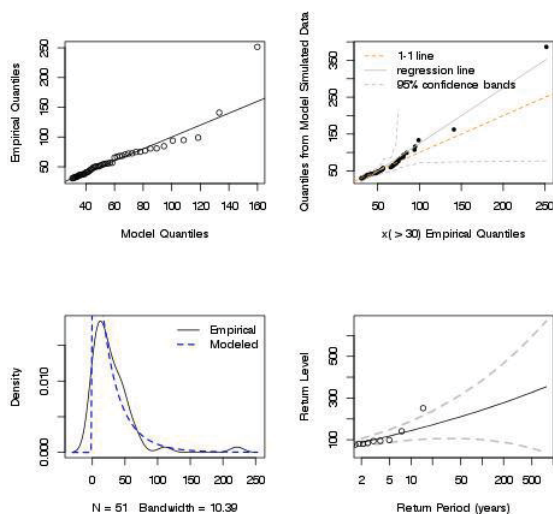 Empirical Quantiles
250
200
150
100
50
40 60 80 100 120 140 160
Model Quantiles
Quantiles from Model Simulated Data
350
250
150
50
1-1 line
regression line
95% confidence bands
50 100 150 200 250
x( > 30) Empirical Quantiles
Density
0.010
0.000
Empirical
Modeled
0 50 100 150 200 250
N = 51 Bandwidth = 10.39
Return Level
500
300
100
2 5 10 50 200 500
Return Period (years)